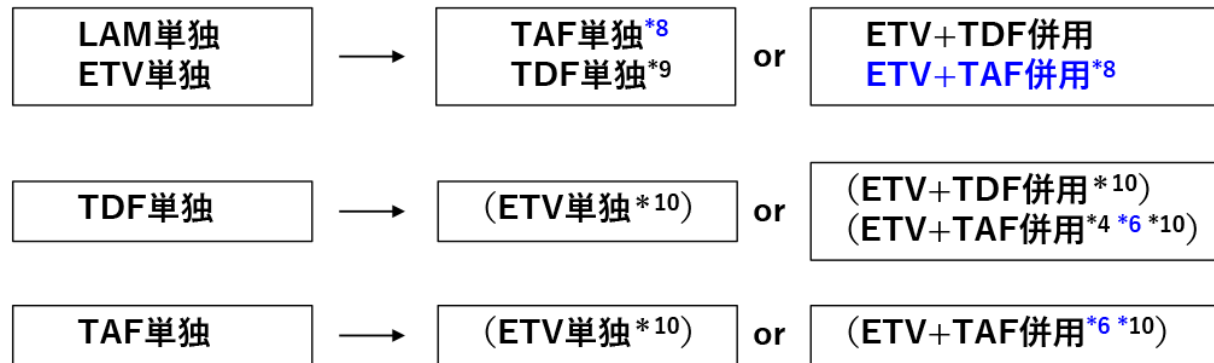 LAM単独
ETV単独
TAF単独*8
TDF単独*9
or
ETV+TDF併用
ETV+TAF併用*8
TDF単独
(ETV単独*10)
or
(ETV+TDF併用*10)
(ETV+TAF併用*4 *6 *10)
TAF単独
(ETV単独*10)
or
(ETV+TAF併用*6 *10)